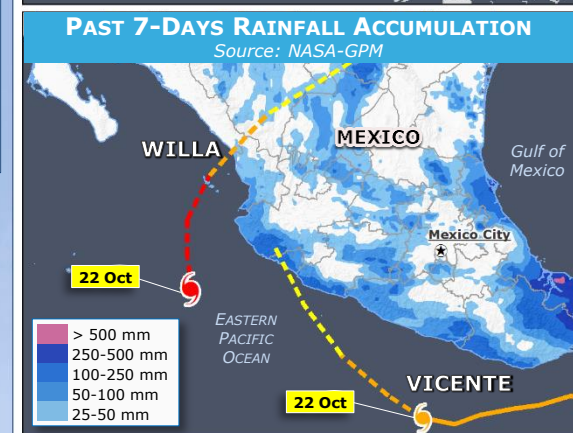 PAST 7-DAYS RAINFALL ACCUMULATION
Source: NASA-GPM
WILLA
MEXICO
Gulf of
Mexico
Mexico City
22 Oct
EASTERN
PACIFIC
OCEAN
> 500 mm
250-500 mm
100-250 mm
50-100 mm
25-50 mm
VICENTE
22 Oct